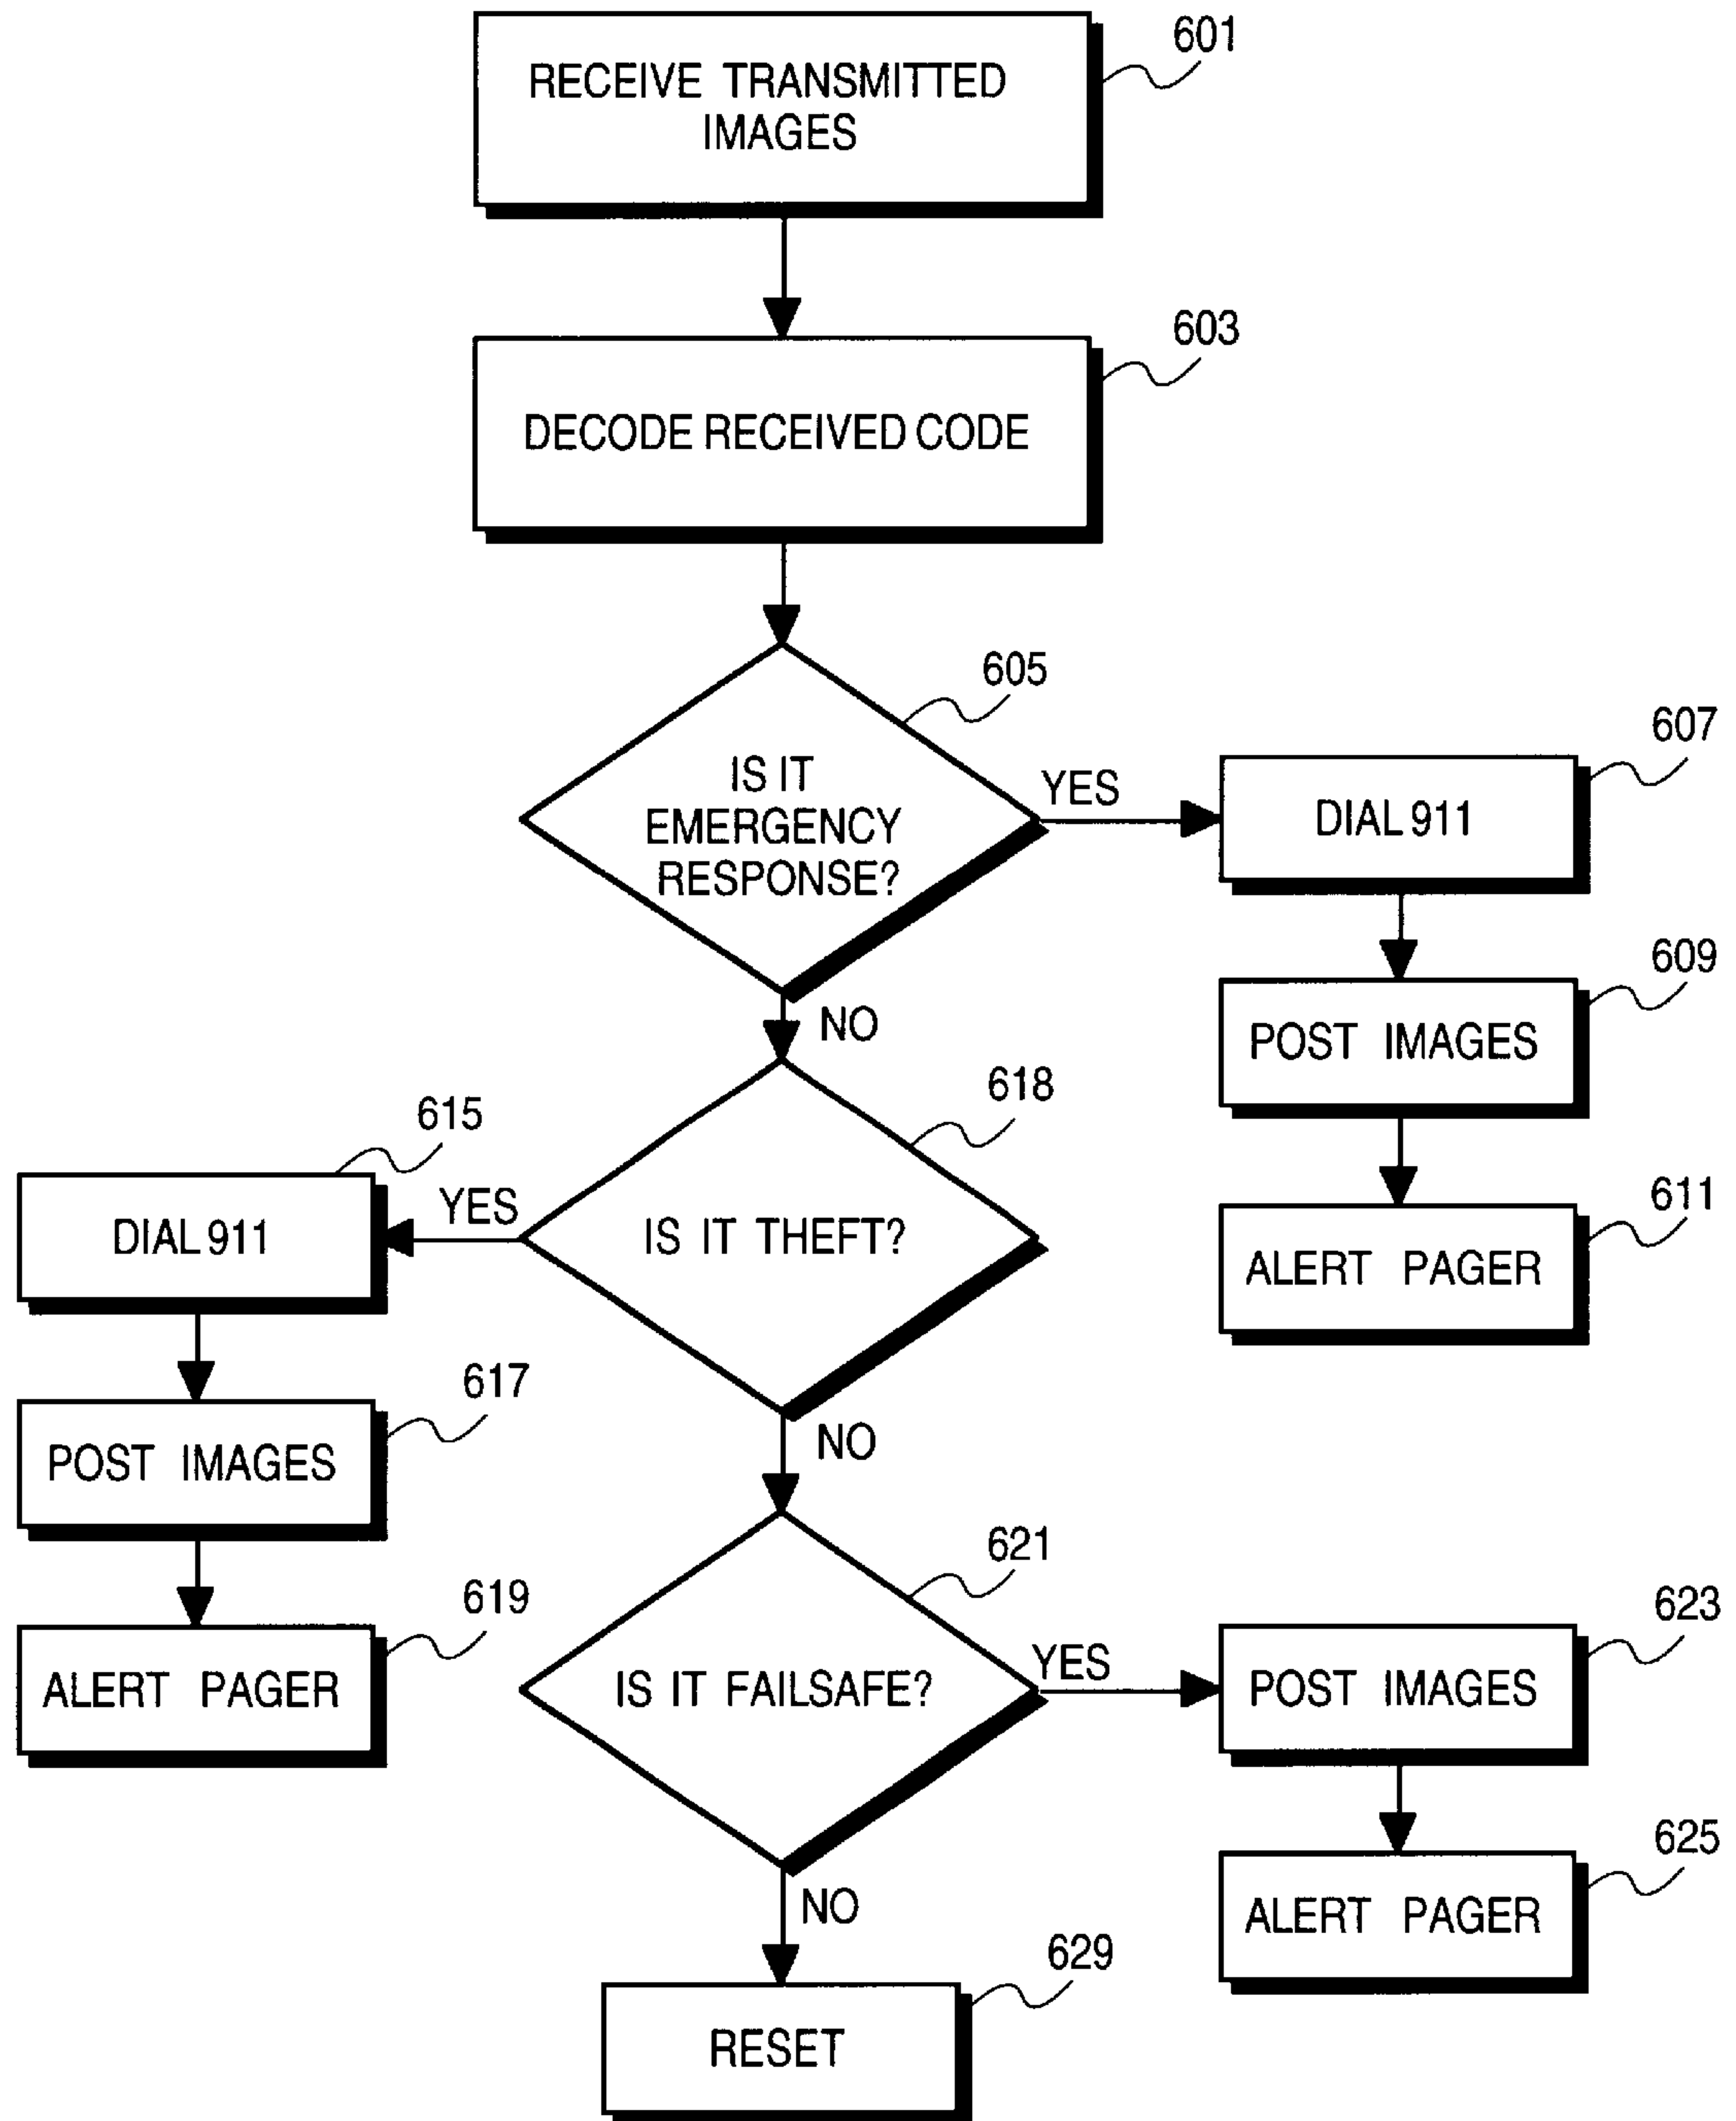 601
RECEIVE TRANSMITTED
IMAGES
603
DECODE RECEIVED CODE
605
IS IT
EMERGENCY
RESPONSE?
YES
607
DIAL 911
609
POST IMAGES
611
ALERT PAGER
NO
618
IS IT THEFT?
YES
615
DIAL 911
617
POST IMAGES
619
ALERT PAGER
NO
621
IS IT FAILSAFE?
YES
623
POST IMAGES
625
ALERT PAGER
NO
629
RESET